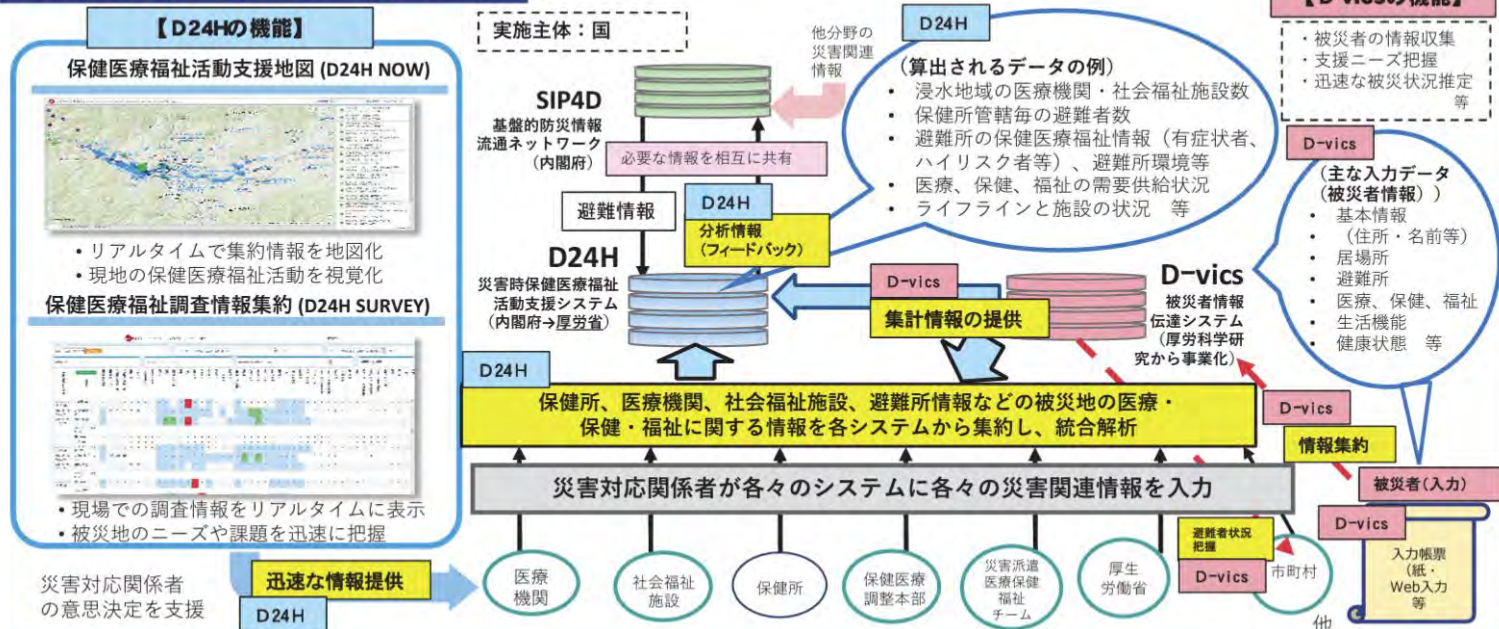 【D24Hの機能】
保健医療福祉活動支援地図 (D24H NOW)
• リアルタイムで集約情報を地図化
• 現地の保健医療福祉活動を視覚化
保健医療福祉調査情報集約 (D24H SURVEY)
• 現場での調査情報をリアルタイムに表示
• 被災地のニーズや課題を迅速に把握
災害対応関係者
の意思決定を支援
迅速な情報提供
D24H
実施主体：国
他分野の
災害関連
情報
SIP4D
基盤的防災情報
流通ネットワーク
（内閣府）
必要な情報を相互に共有
避難情報
D24H
分析情報
（フィードバック）
D24H
災害時保健医療福祉
活動支援システム
（内閣府→厚労省）
D24H
（算出されるデータの例）
• 浸水地域の医療機関・社会福祉施設数
• 保健所管轄毎の避難者数
• 避難所の保健医療福祉情報（有症状者、
ハイリスク者等）、避難所環境等
• 医療、保健、福祉の需要供給状況
• ライフラインと施設の状況　等
D-vics
集計情報の提供
D-vics
被災者情報
伝達システム
（厚労科学研
究から事業化）
【D-vicsの機能】
・被災者の情報収集
・支援ニーズ把握
・迅速な被災状況推定
等
D-vics
（主な入力データ
（被災者情報））
• 基本情報
• （住所・名前等）
• 居場所
• 避難所
• 医療、保健、福祉
• 生活機能
• 健康状態　等
D24H
保健所、医療機関、社会福祉施設、避難所情報などの被災地の医療・
保健・福祉に関する情報を各システムから集約し、統合解析
災害対応関係者が各々のシステムに各々の災害関連情報を入力
D-vics
情報集約
被災者（入力）
D-vics
入力帳票
（紙・
Web入力
等
避難者状況
把握
D-vics
医療
機関
社会福祉
施設
保健所
保健医療
調整本部
災害派遣
医療保健
福祉
チーム
厚生
労働省
市町村
他